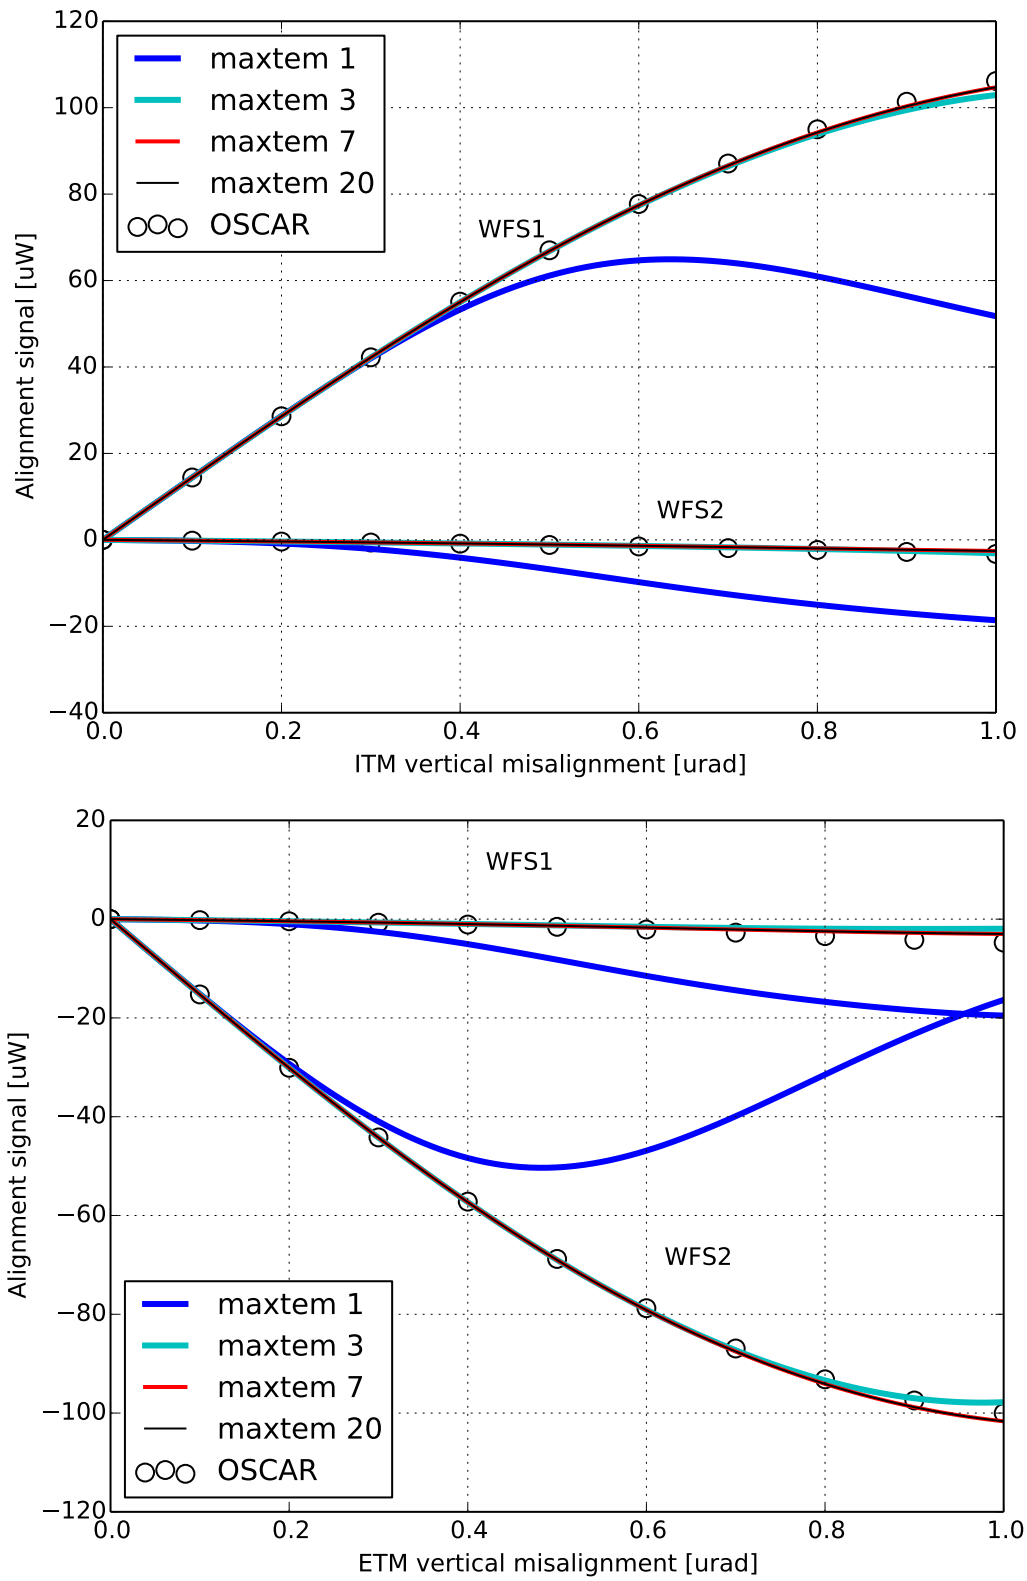 120
100
80
60
40
20
0
−20
−40
0.0 0.2 0.4 0.6 0.8 1.0
Alignment signal [uW]
ITM vertical misalignment [urad]
maxtem 1
maxtem 3
maxtem 7
maxtem 20
OSCAR
WFS1
WFS2
20
0
−20
−40
−60
−80
−100
−120
0.0 0.2 0.4 0.6 0.8 1.0
Alignment signal [uW]
ETM vertical misalignment [urad]
WFS1
WFS2
maxtem 1
maxtem 3
maxtem 7
maxtem 20
OSCAR